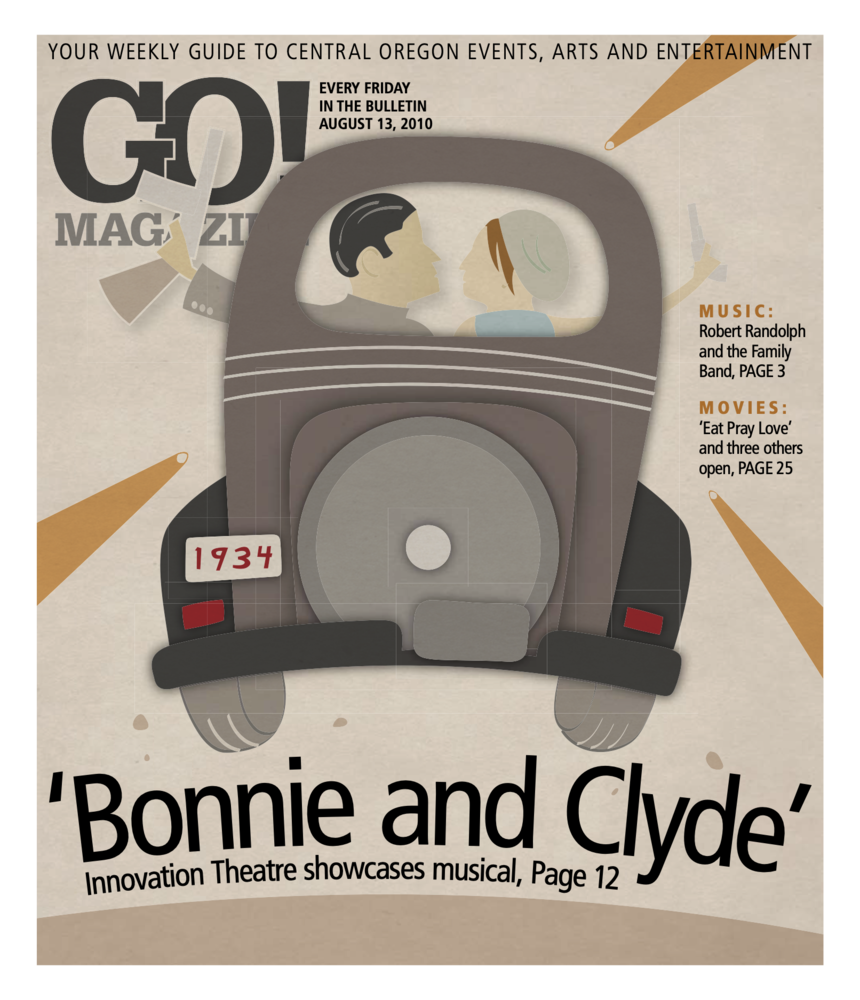 YOUR WEEKLY GUIDE TO CENTRAL OREGON EVENTS, ARTS AND ENTERTAINMENT
GO!
MAGAZINE
EVERY FRIDAY
IN THE BULLETIN
AUGUST 13, 2010
MUSIC:
Robert Randolph
and the Family
Band, PAGE 3
MOVIES:
‘Eat Pray Love’
and three others
open, PAGE 25
1934
‘Bonnie and Clyde’
Innovation Theatre showcases musical, Page 12